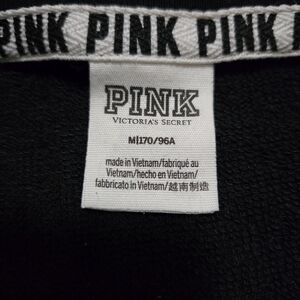 PINK PINK PINK PINK
PINK
VICTORIA'S SECRET
M|170/96A
made in Vietnam/fabriqué au
Vietnam/hecho en Vietnam/
fabbricato in Vietnam/越南制造